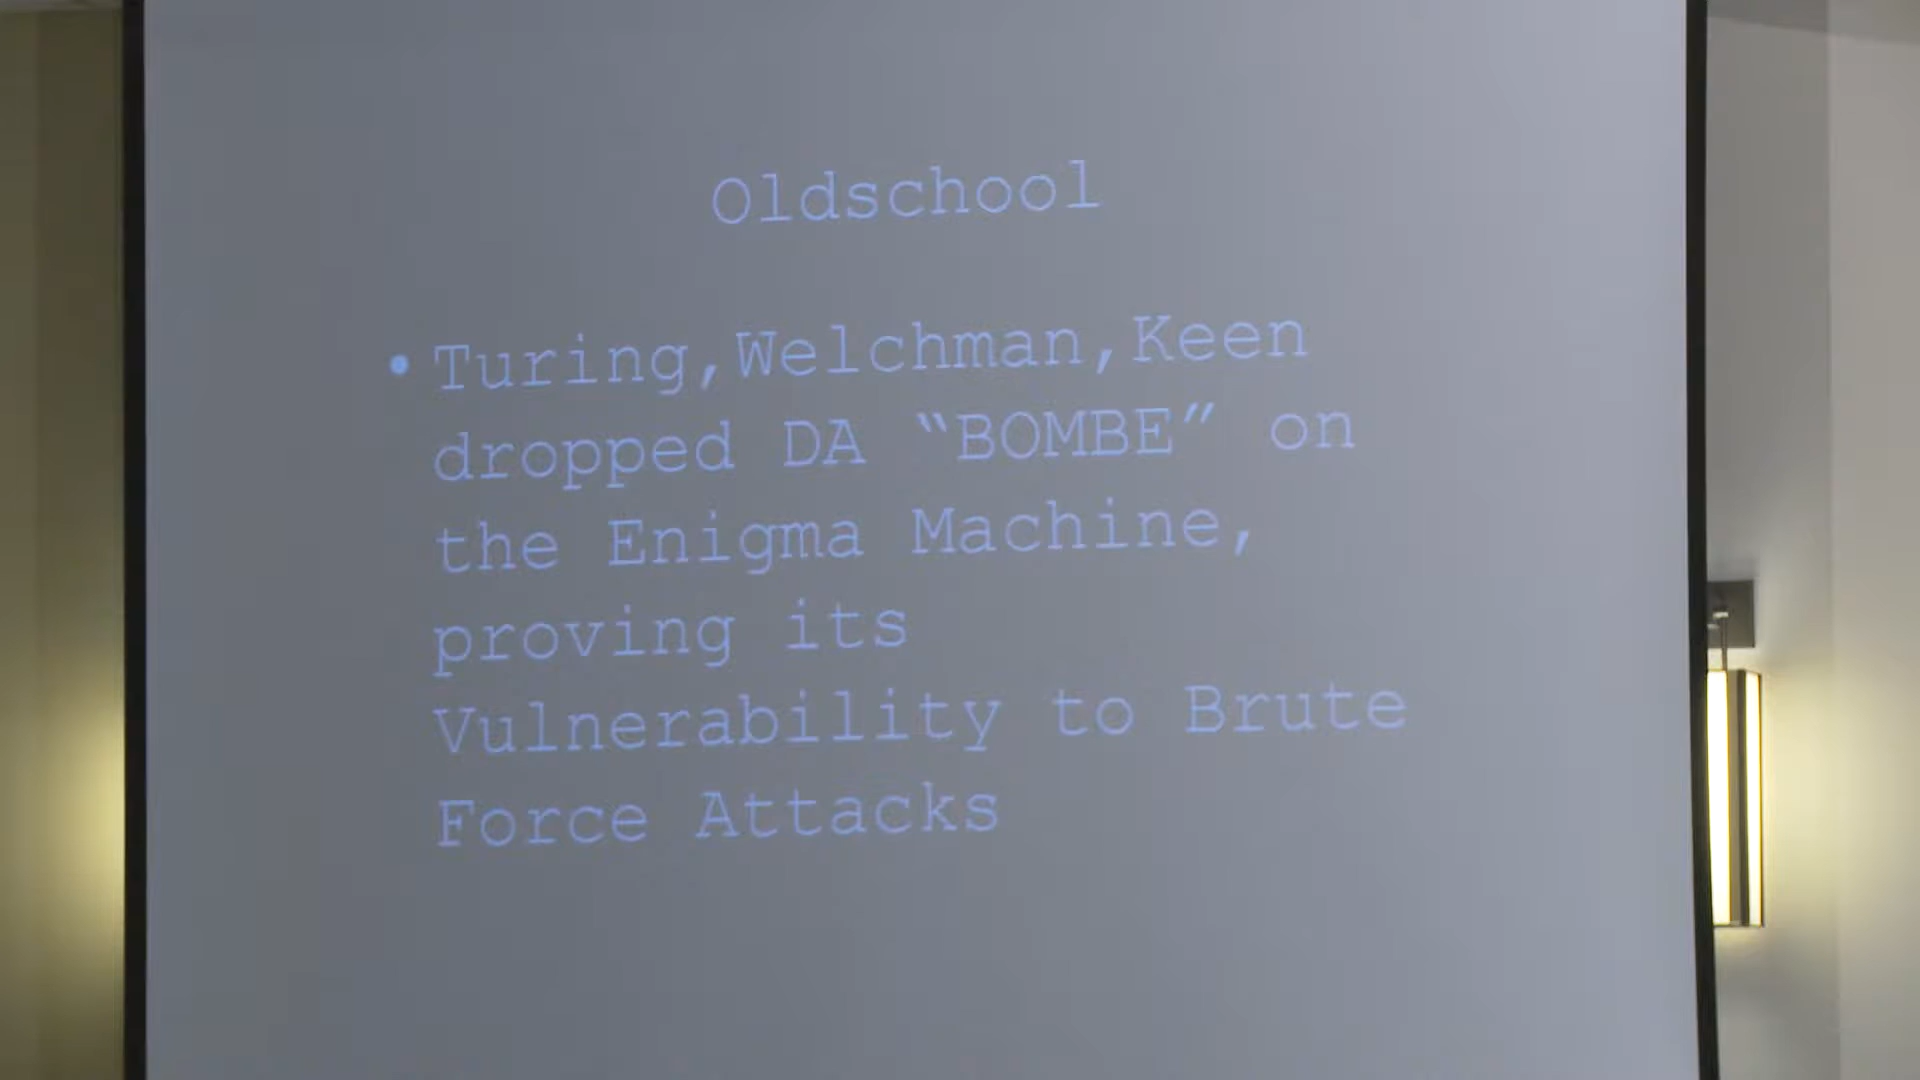 Oldschool
• Turing,Welchman,Keen
dropped DA “BOMBE” on
the Enigma Machine,
proving its
Vulnerability to Brute
Force Attacks